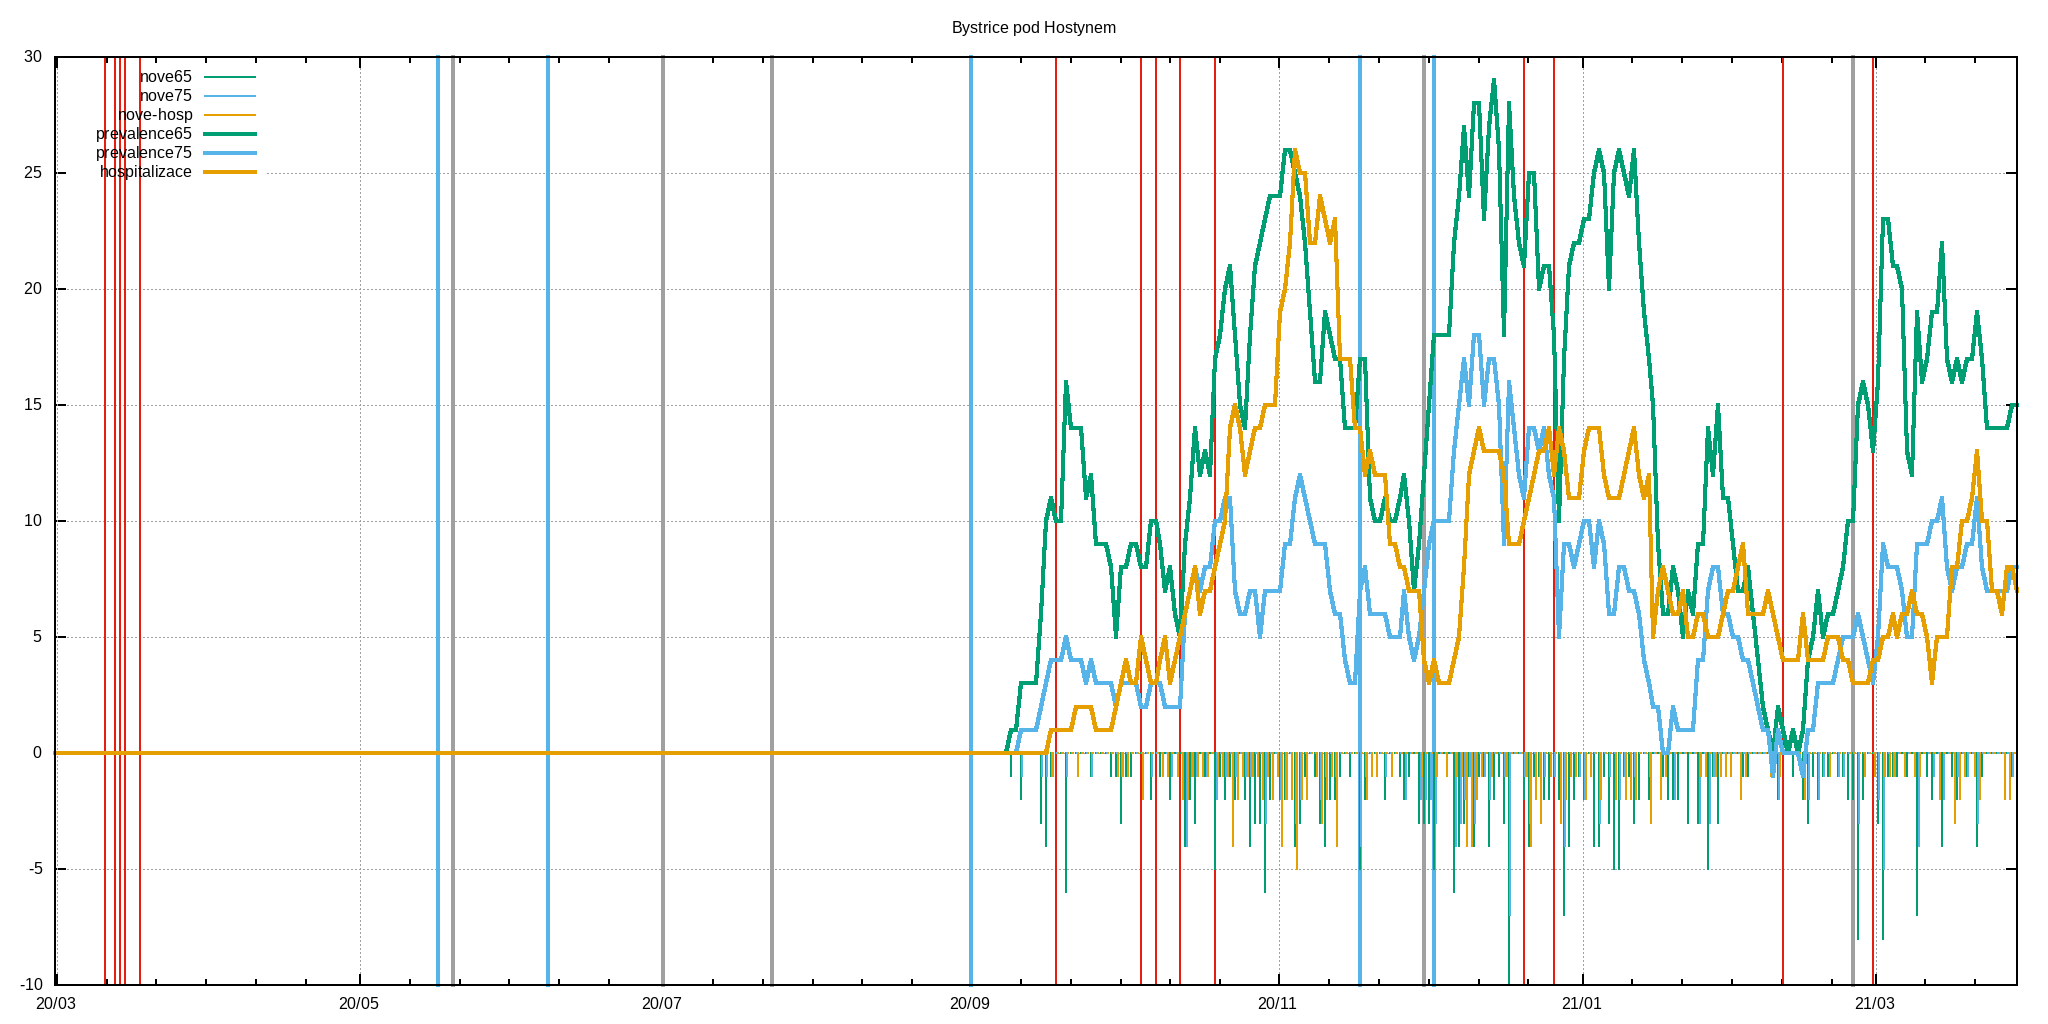 Bystrice pod Hostynem
30
25
20
15
10
5
0
-5
-10
nove65
nove75
nove-hosp
prevalence65
prevalence75
hospitalizace
20/03 20/05 20/07 20/09 20/11 21/01 21/03